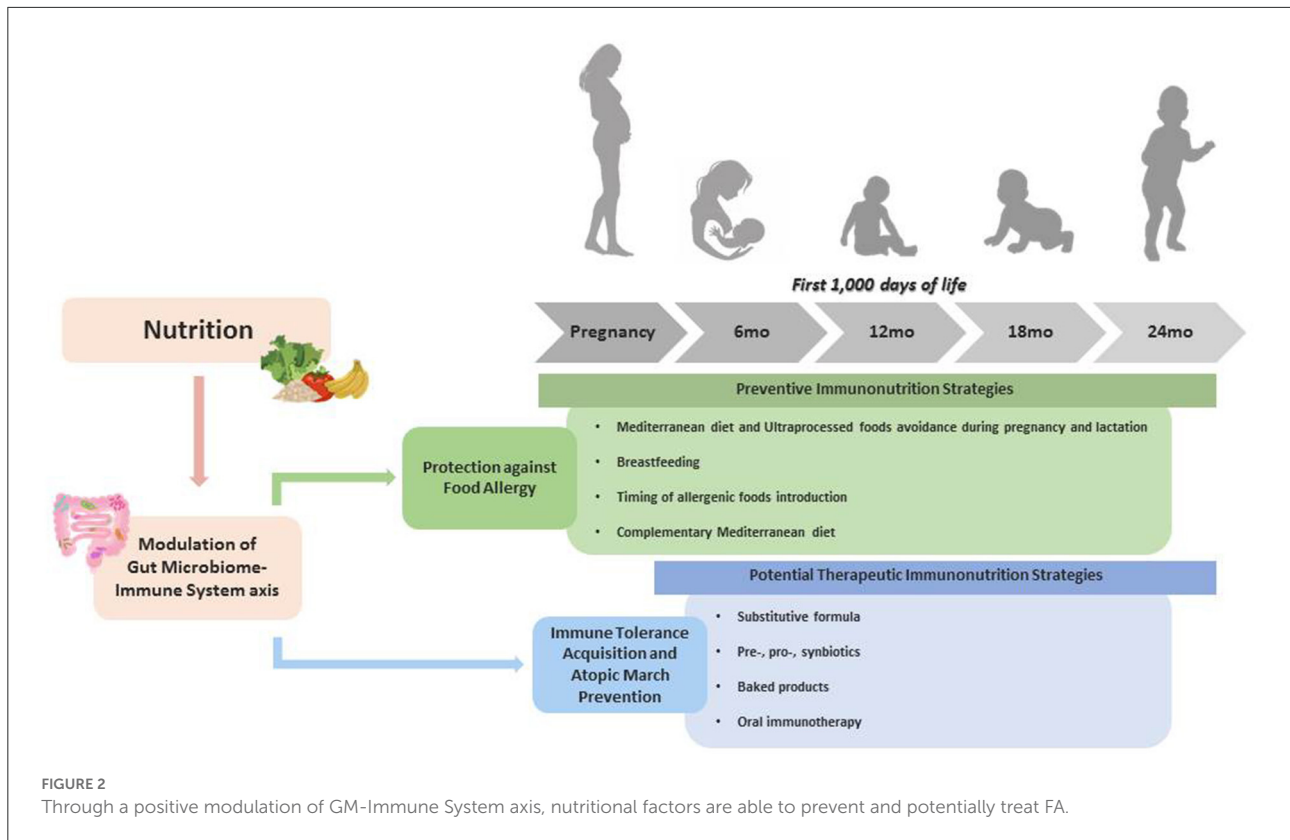 First 1,000 days of life
Nutrition
Pregnancy
6mo
12mo
18mo
24mo
Preventive Immunonutrition Strategies
Protection against
Food Allergy
• Mediterranean diet and Ultraprocessed foods avoidance during pregnancy and lactation
• Breastfeeding
• Timing of allergenic foods introduction
• Complementary Mediterranean diet
Modulation of
Gut Microbiome-
Immune System axis
Potential Therapeutic Immunonutrition Strategies
Immune Tolerance
Acquisition and
Atopic March
Prevention
• Substitutive formula
• Pre-, pro-, synbiotics
• Baked products
• Oral immunotherapy
FIGURE 2
Through a positive modulation of GM-Immune System axis, nutritional factors are able to prevent and potentially treat FA.